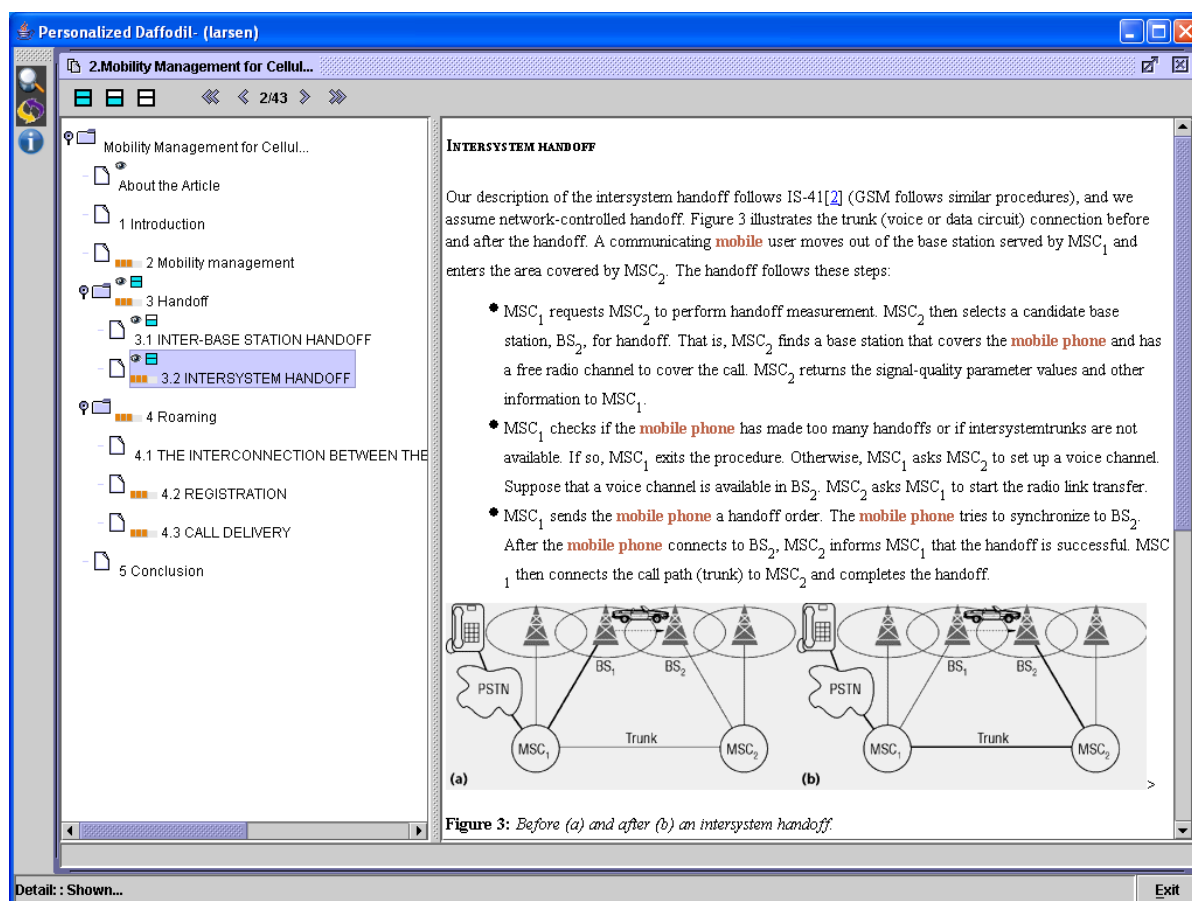 Personalized Daffodil- (larsen)
2.Mobility Management for Cellul...
2/43
Mobility Management for Cellul...
About the Article
1 Introduction
2 Mobility management
3 Handoff
3.1 INTER-BASE STATION HANDOFF
3.2 INTERSYSTEM HANDOFF
4 Roaming
4.1 THE INTERCONNECTION BETWEEN THE
4.2 REGISTRATION
4.3 CALL DELIVERY
5 Conclusion
INTERSYSTEM HANDOFF
Our description of the intersystem handoff follows IS-41[2] (GSM follows similar procedures), and we
assume network-controlled handoff. Figure 3 illustrates the trunk (voice or data circuit) connection before
and after the handoff. A communicating mobile user moves out of the base station served by MSC1 and
enters the area covered by MSC2. The handoff follows these steps:
● MSC1 requests MSC2 to perform handoff measurement. MSC2 then selects a candidate base
station, BS2, for handoff. That is, MSC2 finds a base station that covers the mobile phone and has
a free radio channel to cover the call. MSC2 returns the signal-quality parameter values and other
information to MSC1.
● MSC1 checks if the mobile phone has made too many handoffs or if intersystemtrunks are not
available. If so, MSC1 exits the procedure. Otherwise, MSC1 asks MSC2 to set up a voice channel.
Suppose that a voice channel is available in BS2. MSC2 asks MSC1 to start the radio link transfer.
● MSC1 sends the mobile phone a handoff order. The mobile phone tries to synchronize to BS2.
After the mobile phone connects to BS2, MSC2 informs MSC1 that the handoff is successful. MSC
1 then connects the call path (trunk) to MSC2 and completes the handoff.
BS1 BS2
PSTN
MSC1 Trunk MSC2
(a)
BS1 BS2
PSTN
MSC1 Trunk MSC2
(b)
>
Figure 3: Before (a) and after (b) an intersystem handoff.
Detail: : Shown...
Exit